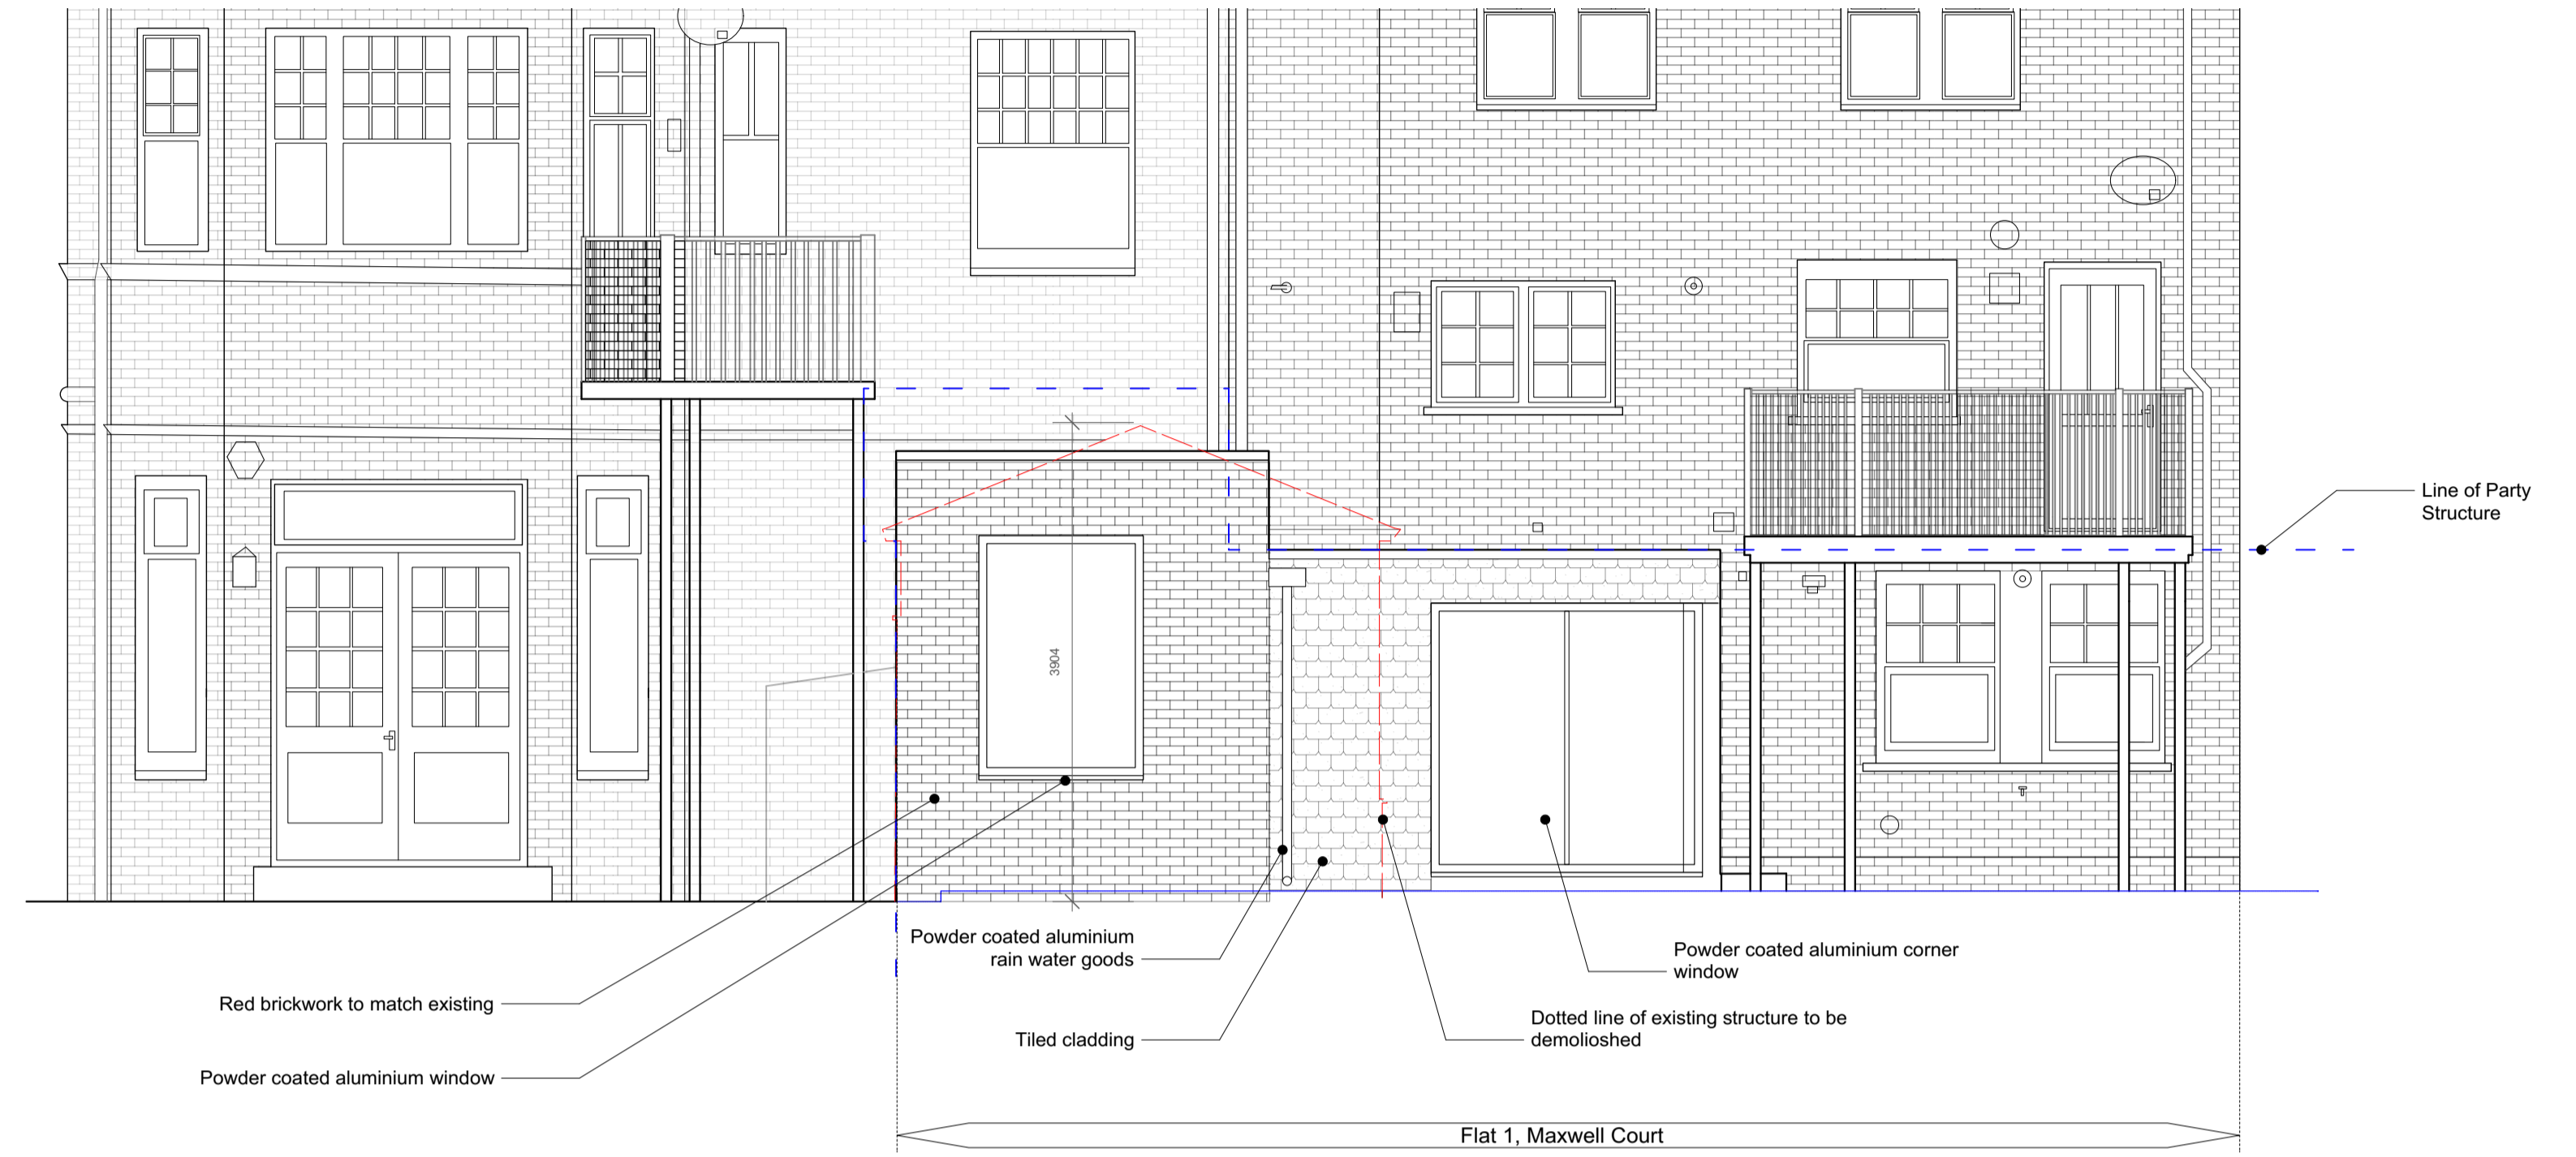 Line of Party
Structure
3904
Powder coated aluminium
rain water goods
Powder coated aluminium corner
window
Red brickwork to match existing
Dotted line of existing structure to be
demolioshed
Tiled cladding
Powder coated aluminium window
Flat 1, Maxwell Court